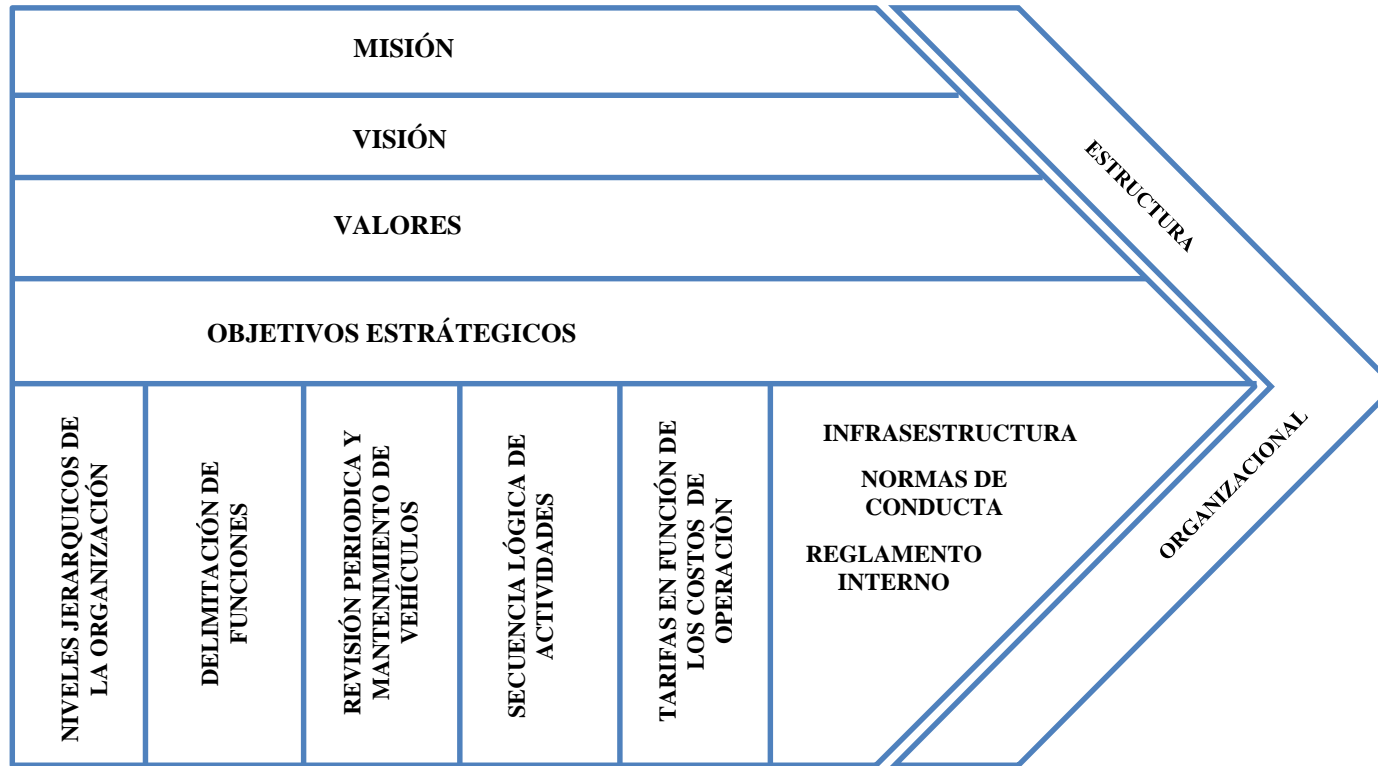 MISIÓN
VISIÓN
VALORES
OBJETIVOS ESTRÁTEGICOS
NIVELES JERARQUICOS DE
LA ORGANIZACIÓN
DELIMITACIÓN DE
FUNCIONES
REVISIÓN PERIODICA Y
MANTENIMIENTO DE
VEHÍCULOS
SECUENCIA LÓGICA DE
ACTIVIDADES
TARIFAS EN FUNCIÓN DE
LOS COSTOS DE
OPERACIÒN
INFRASESTRUCTURA
NORMAS DE
CONDUCTA
REGLAMENTO
INTERNO
ESTRUCTURA
ORGANIZACIONAL